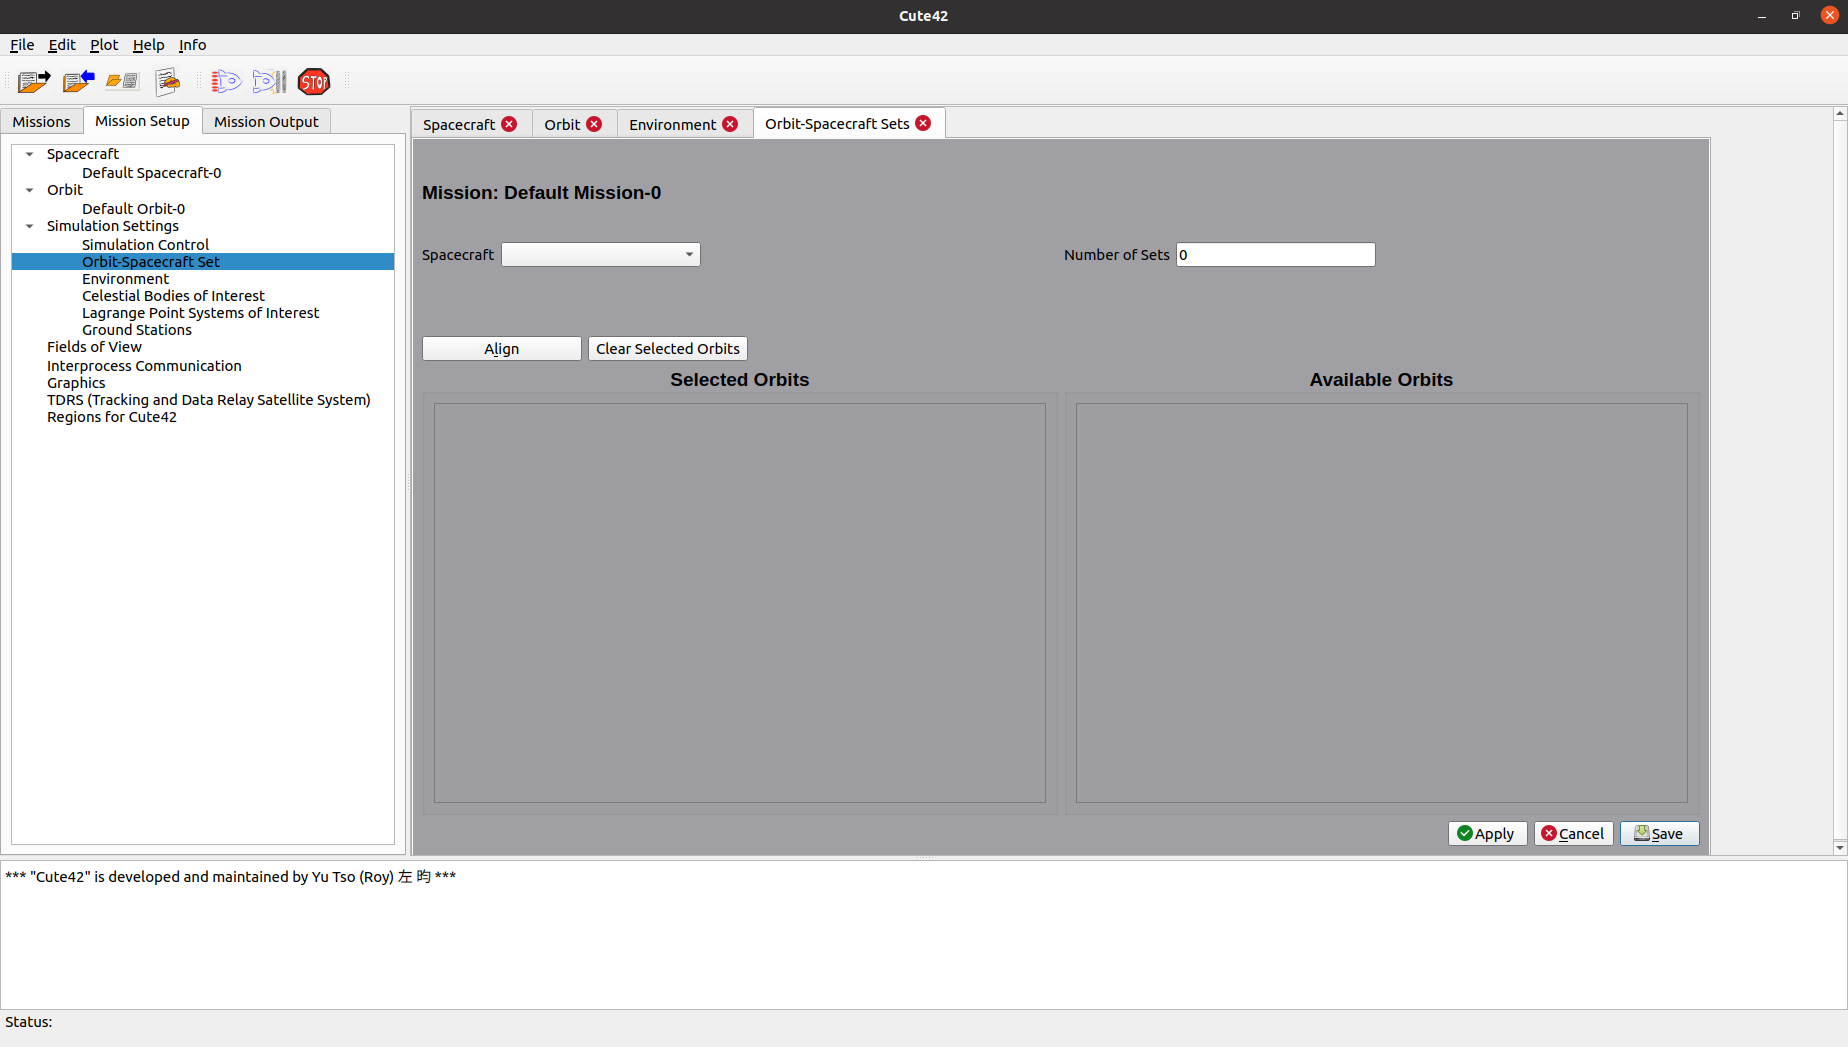 Cute42
File Edit Plot Help Info
STOP
Missions Mission Setup Mission Output
Spacecraft Orbit Environment Orbit-Spacecraft Sets
Spacecraft
Default Spacecraft-0
Orbit
Default Orbit-0
Simulation Settings
Simulation Control
Orbit-Spacecraft Set
Environment
Celestial Bodies of Interest
Lagrange Point Systems of Interest
Ground Stations
Fields of View
Interprocess Communication
Graphics
TDRS (Tracking and Data Relay Satellite System)
Regions for Cute42
Mission: Default Mission-0
Spacecraft Number of Sets 0
Align Clear Selected Orbits
Selected Orbits Available Orbits
Apply Cancel Save
*** "Cute42" is developed and maintained by Yu Tso (Roy) 左 昀 ***
Status: